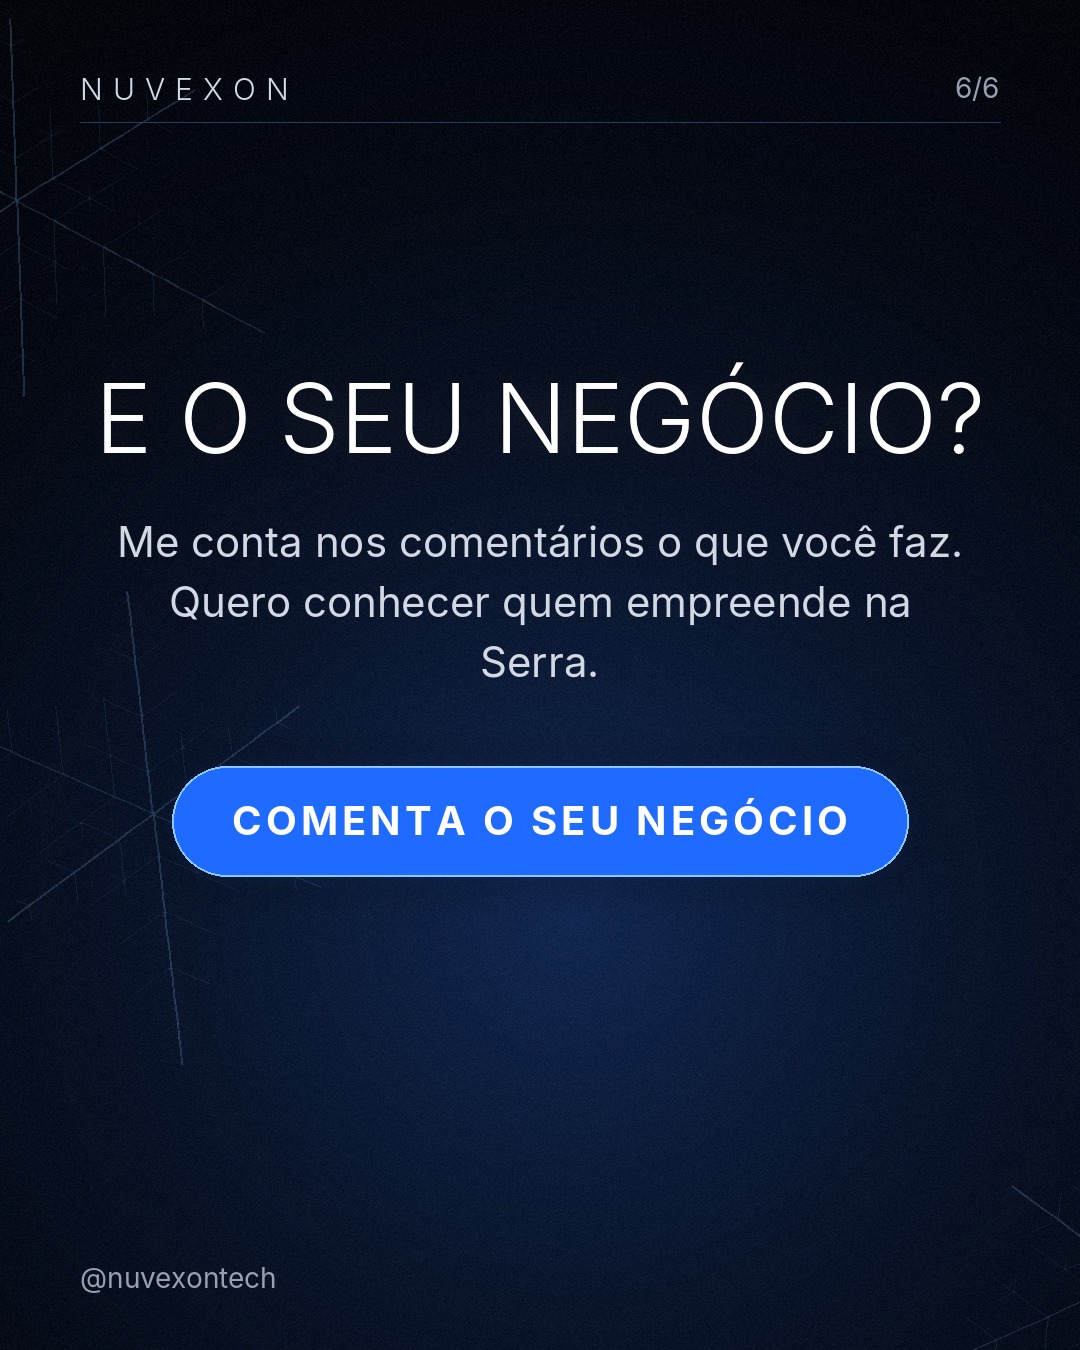 NUVEXON
6/6
E O SEU NEGÓCIO?
Me conta nos comentários o que você faz.
Quero conhecer quem empreende na
Serra.
COMENTA O SEU NEGÓCIO
@nuvexontech